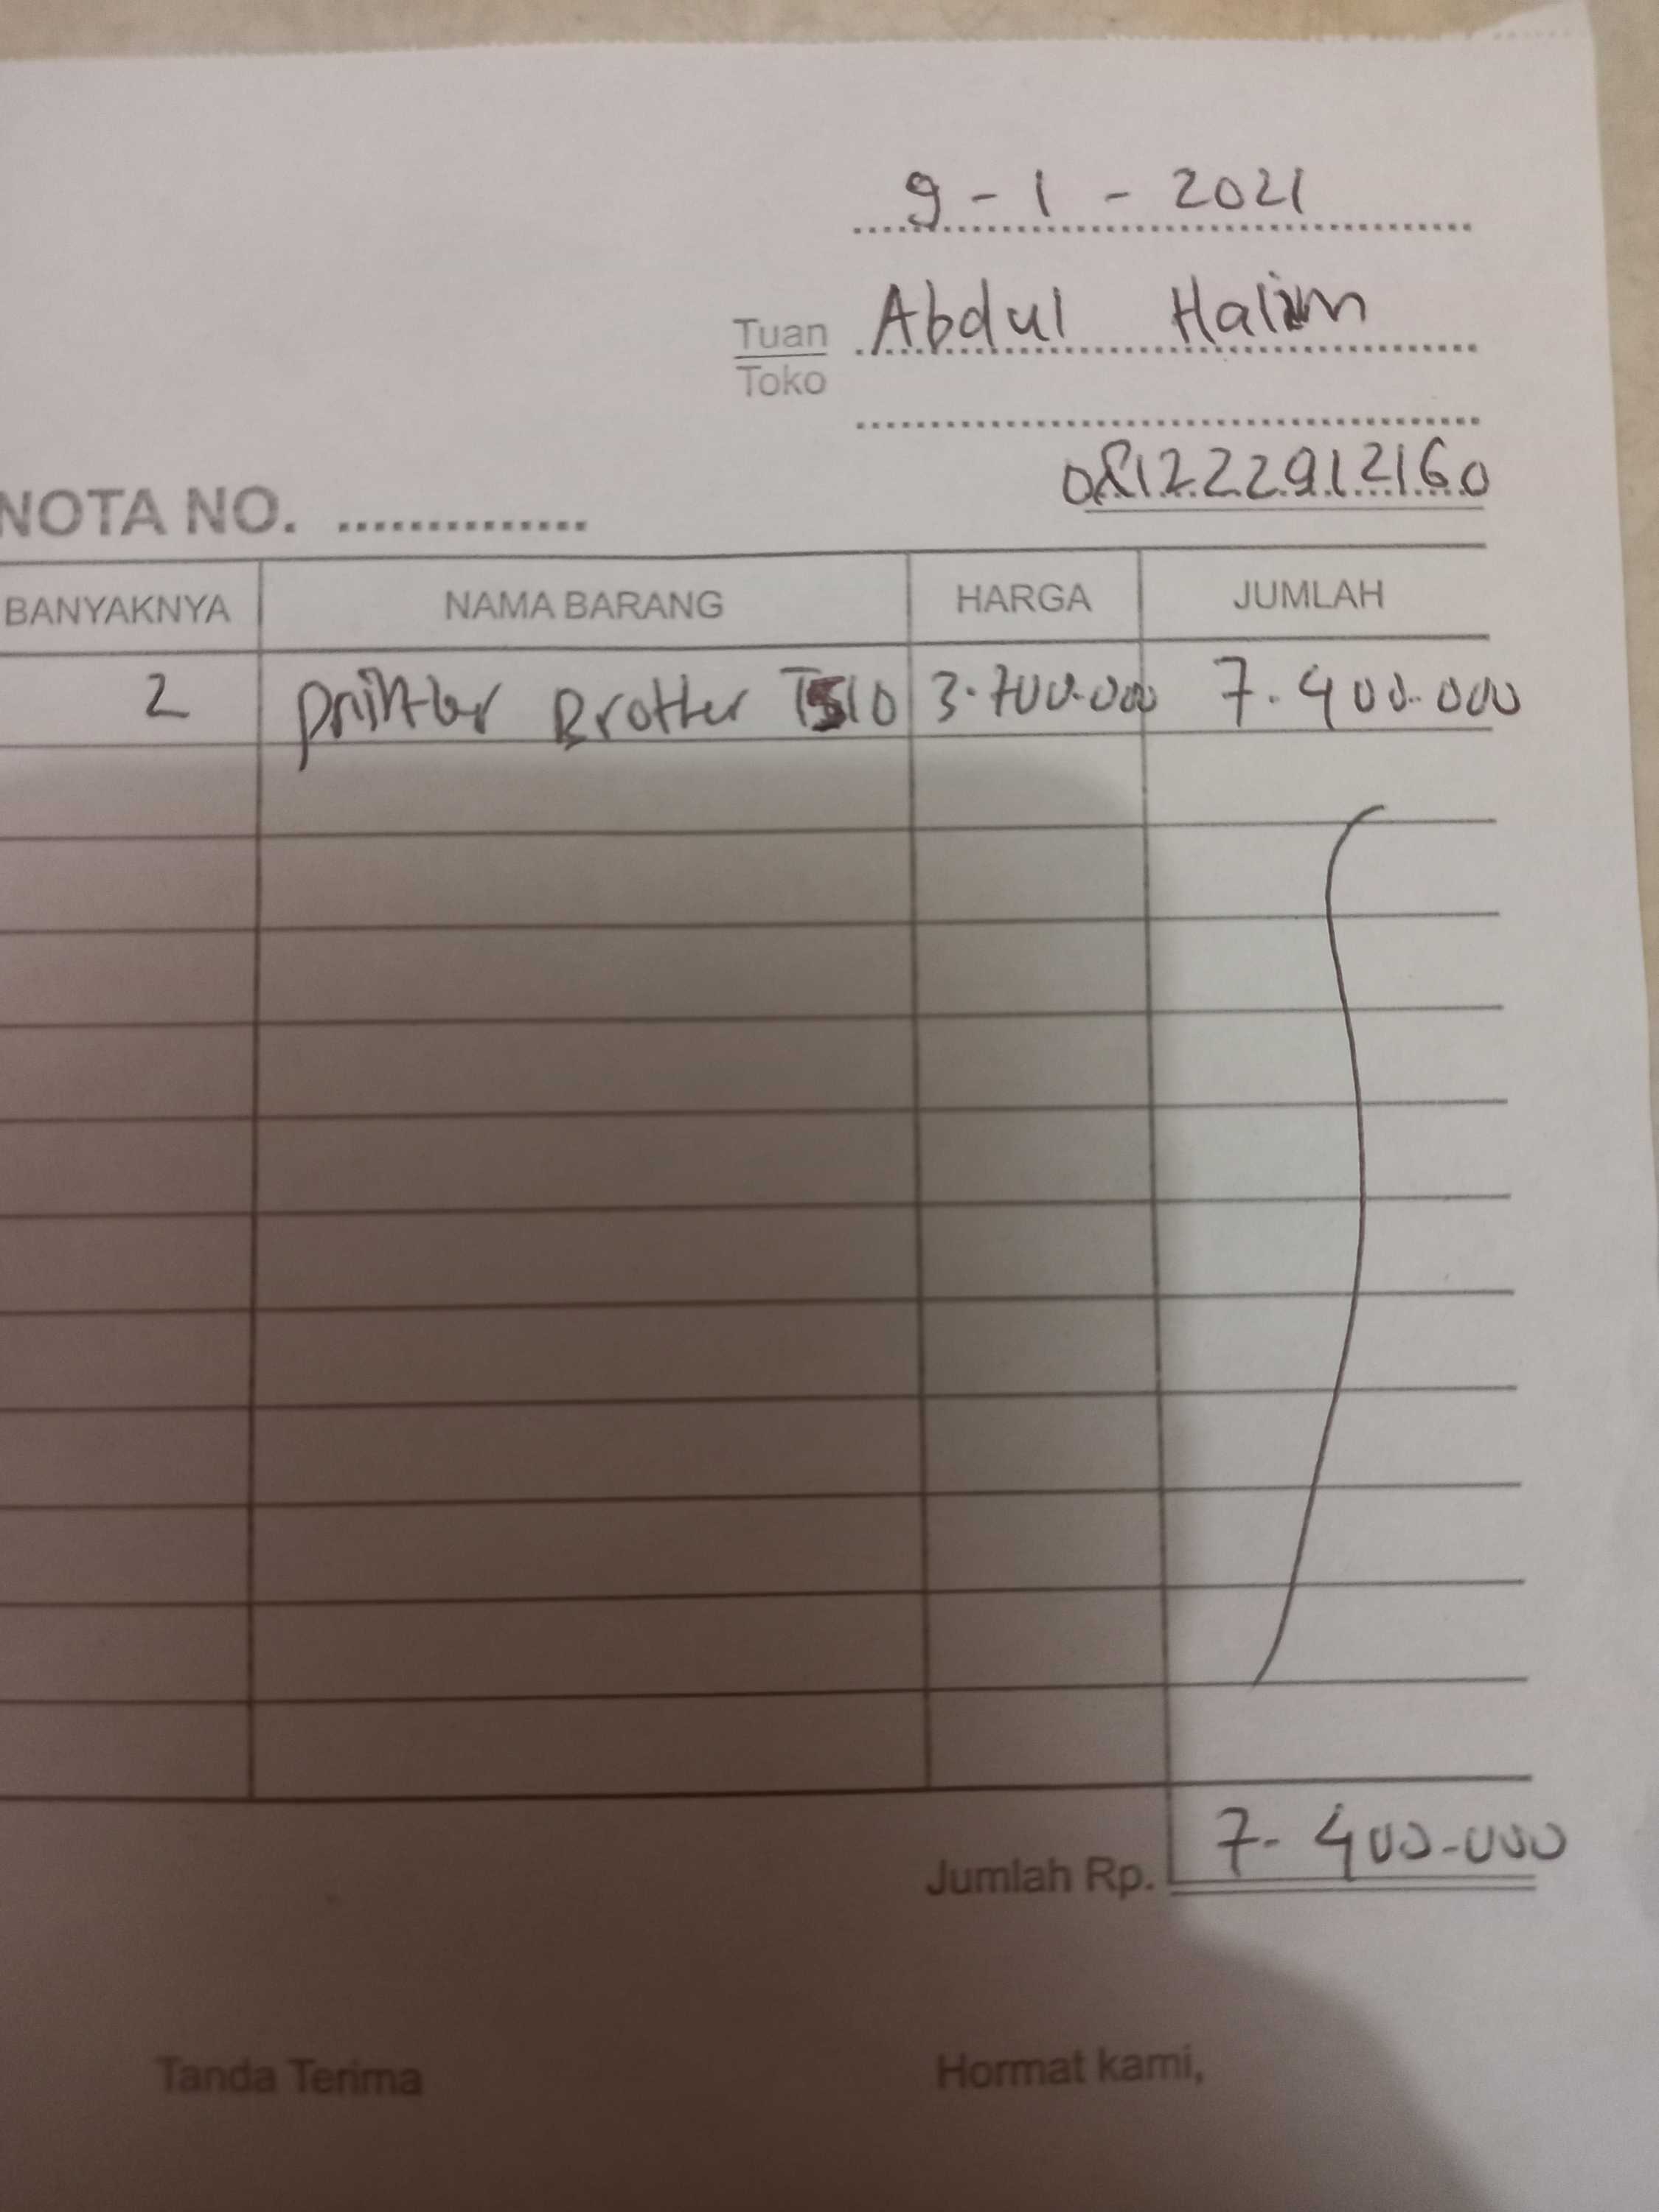 9 - 1 - 2021
Tuan Abdul Halim
Toko
081222912160
NOTA NO. ..............
BANYAKNYA NAMA BARANG HARGA JUMLAH
2 printer Brotter T510 3.700.000 7.400.000
Jumlah Rp. 7.400.000
Tanda Terima Hormat kami,